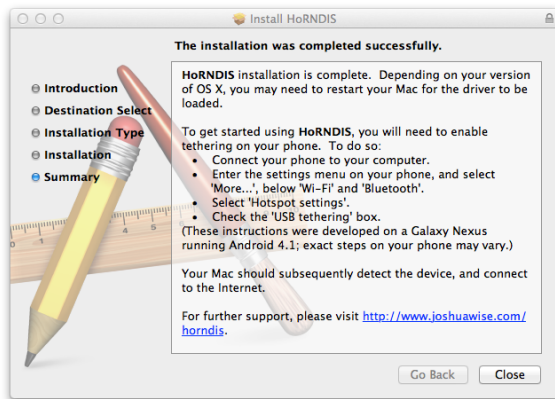 Install HoRNDIS
The installation was completed successfully.
Introduction
Destination Select
Installation Type
Installation
Summary
HoRNDIS installation is complete. Depending on your version
of OS X, you may need to restart your Mac for the driver to be
loaded.
To get started using HoRNDIS, you will need to enable
tethering on your phone. To do so:
• Connect your phone to your computer.
• Enter the settings menu on your phone, and select
'More...', below 'Wi-Fi' and 'Bluetooth'.
• Select 'Hotspot settings'.
• Check the 'USB tethering' box.
(These instructions were developed on a Galaxy Nexus
running Android 4.1; exact steps on your phone may vary.)
Your Mac should subsequently detect the device, and connect
to the Internet.
For further support, please visit http://www.joshuawise.com/
horndis.
Go Back
Close